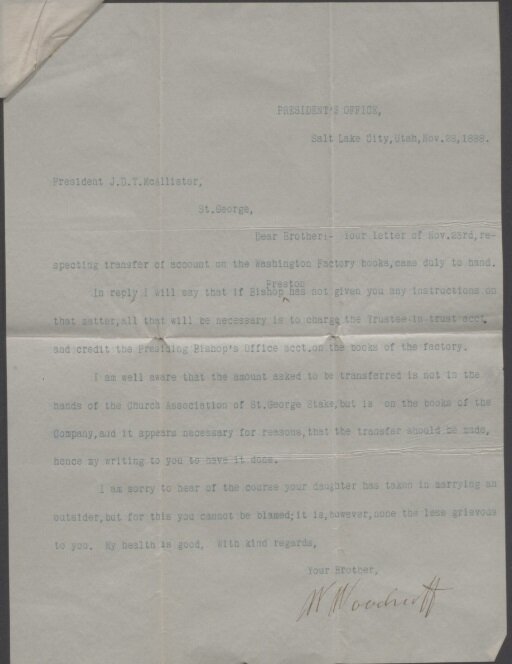 PRESIDENT'S OFFICE,
Salt Lake City, Utah, Nov. 28, 1888.
President J.D.T. McAllister,
St. George,
Dear Brother:- Your letter of Nov. 23rd, re-
specting transfer of account on the Washington Factory books, came duly to hand.
Preston
In reply I will say that if Bishop ^ has not given you any instructions on
that matter, all that will be necessary is to charge the Trustee in trust acct.
and credit the Presiding Bishop's Office acct. on the books of the factory.
I am well aware that the amount asked to be transferred is not in the
hands of the Church Association of St. George Stake, but is on the books of the
Company, and it appears necessary for reasons, that the transfer should be made,
hence my writing to you to have it done.
I am sorry to hear of the course your daughter has taken in marrying an
outsider, but for this you cannot be blamed; it is, however, none the less grievous
to you. My health is good. With kind regards,
Your Brother,
W Woodruff